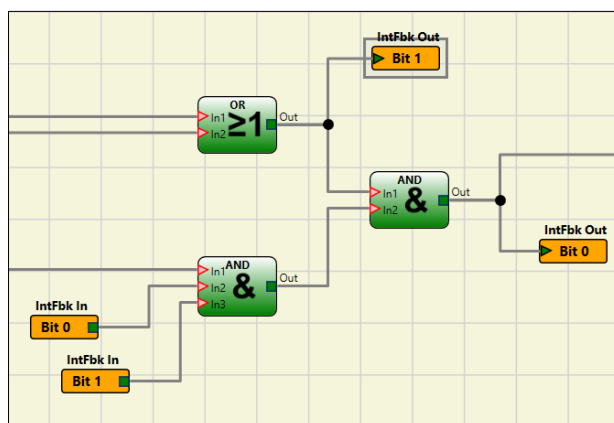 IntFbk Out
Bit 1
OR
In1
In2
≥1
Out
AND
In1
In2
&
Out
IntFbk Out
Bit 0
AND
In1
In2
In3
&
Out
IntFbk In
Bit 0
IntFbk In
Bit 1